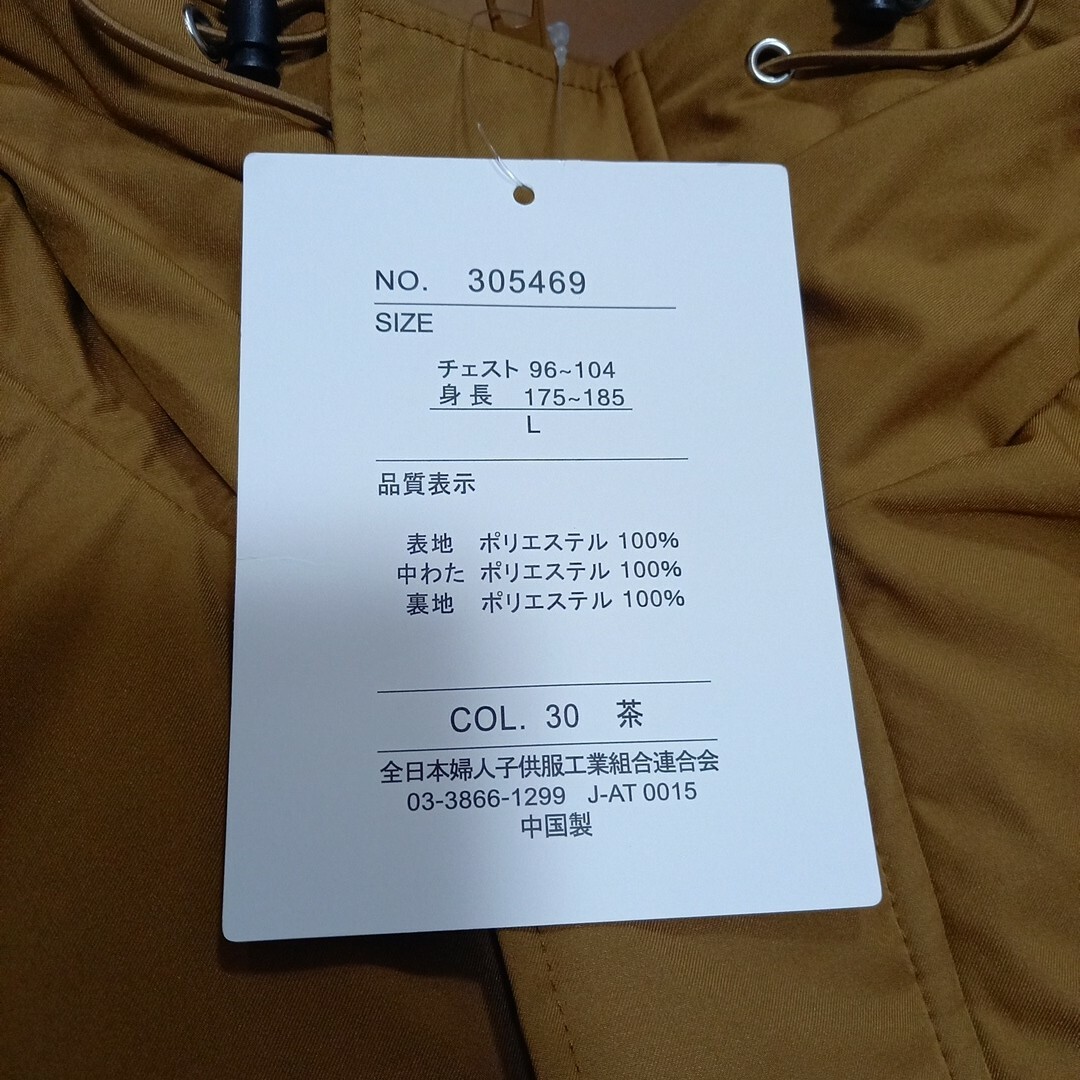 NO. 305469
SIZE
チェスト 96~104
身長 175~185
L
品質表示
表地 ポリエステル 100%
中わた ポリエステル 100%
裏地 ポリエステル 100%
COL. 30 茶
全日本婦人子供服工業組合連合会
03-3866-1299 J-AT 0015
中国製